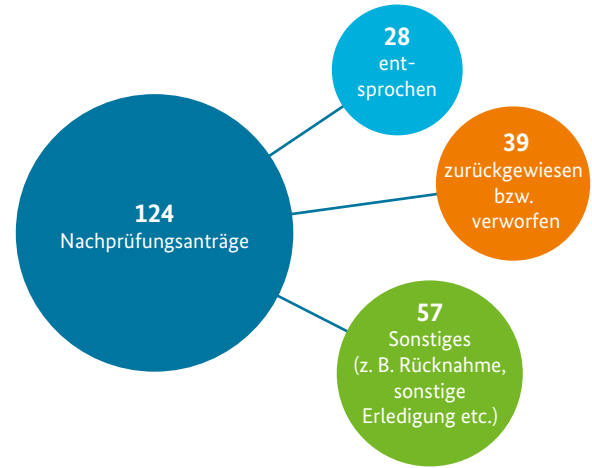 28
ent-
sprochen
39
zurückgewiesen
bzw.
verworfen
124
Nachprüfungsanträge
57
Sonstiges
(z. B. Rücknahme,
sonstige
Erledigung etc.)